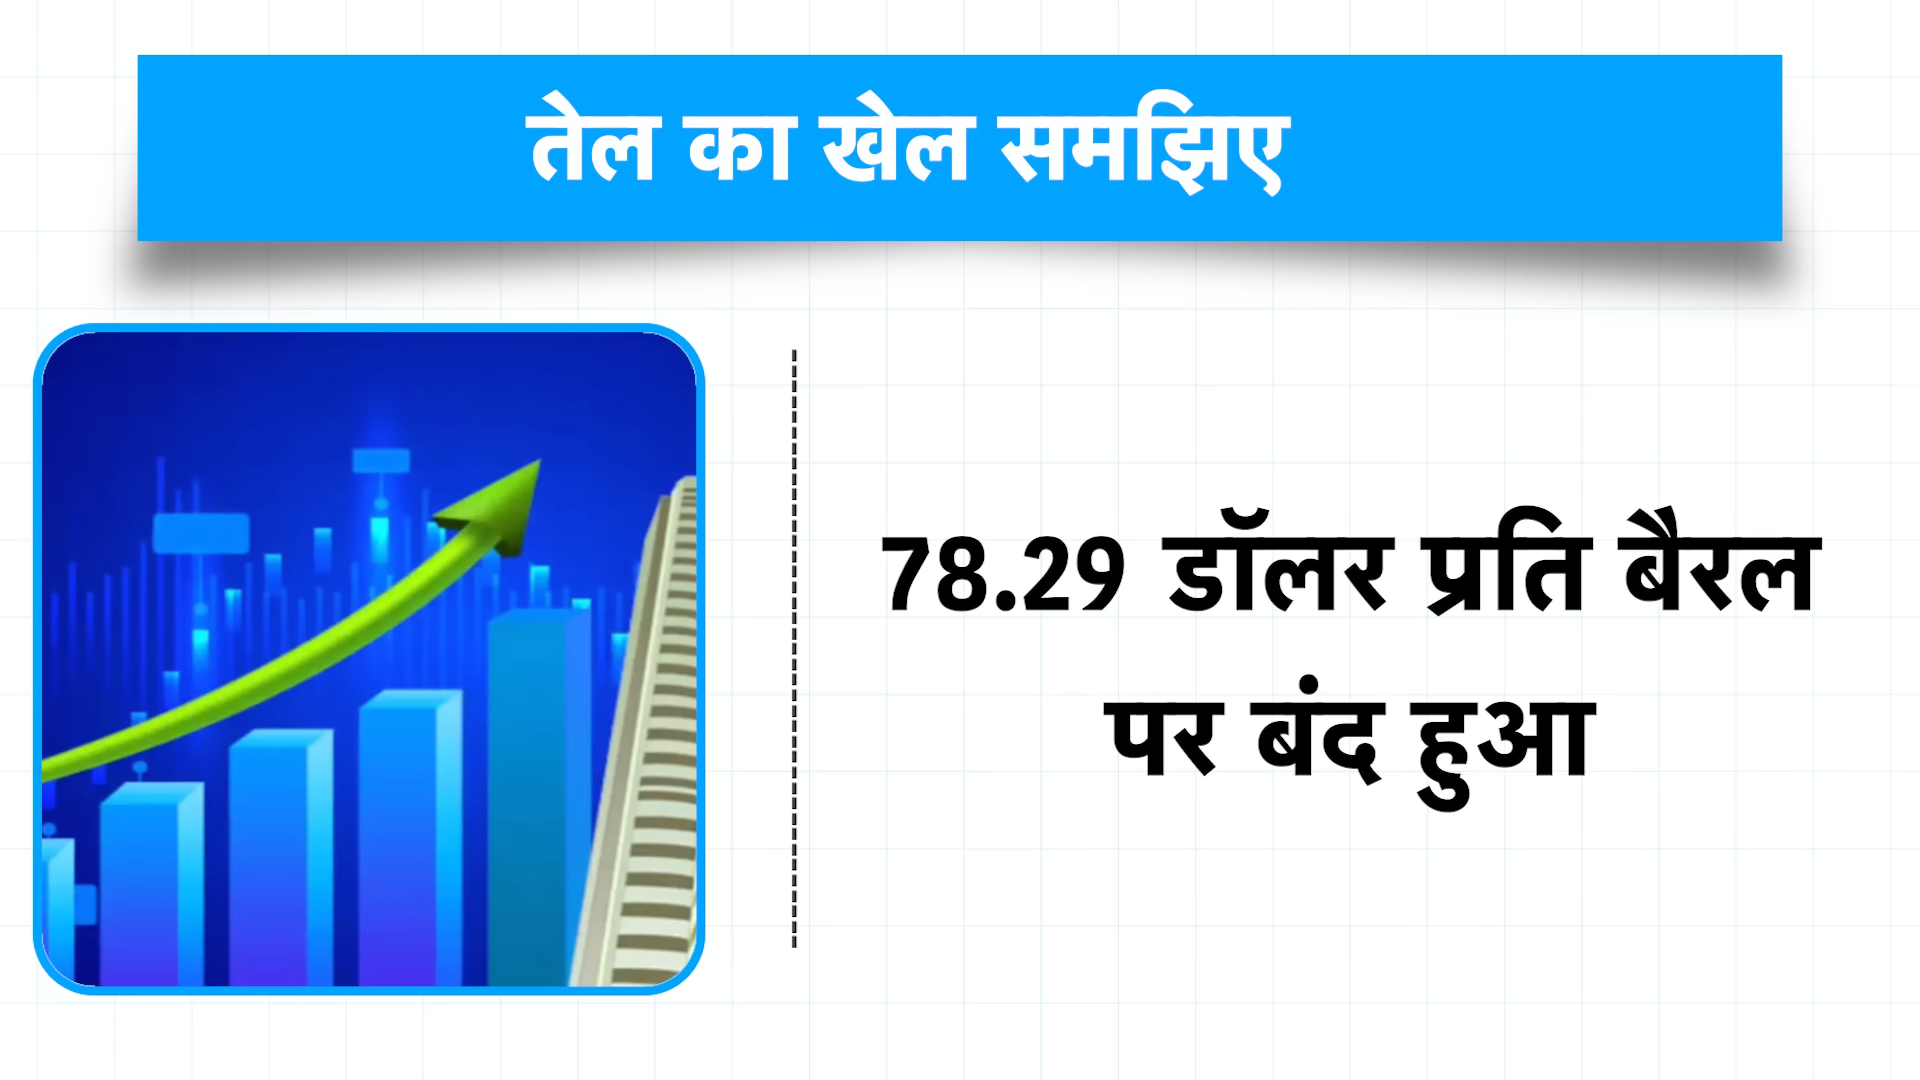 तेल का खेल समझिए
78.29 डॉलर प्रति बैरल
पर बंद हुआ